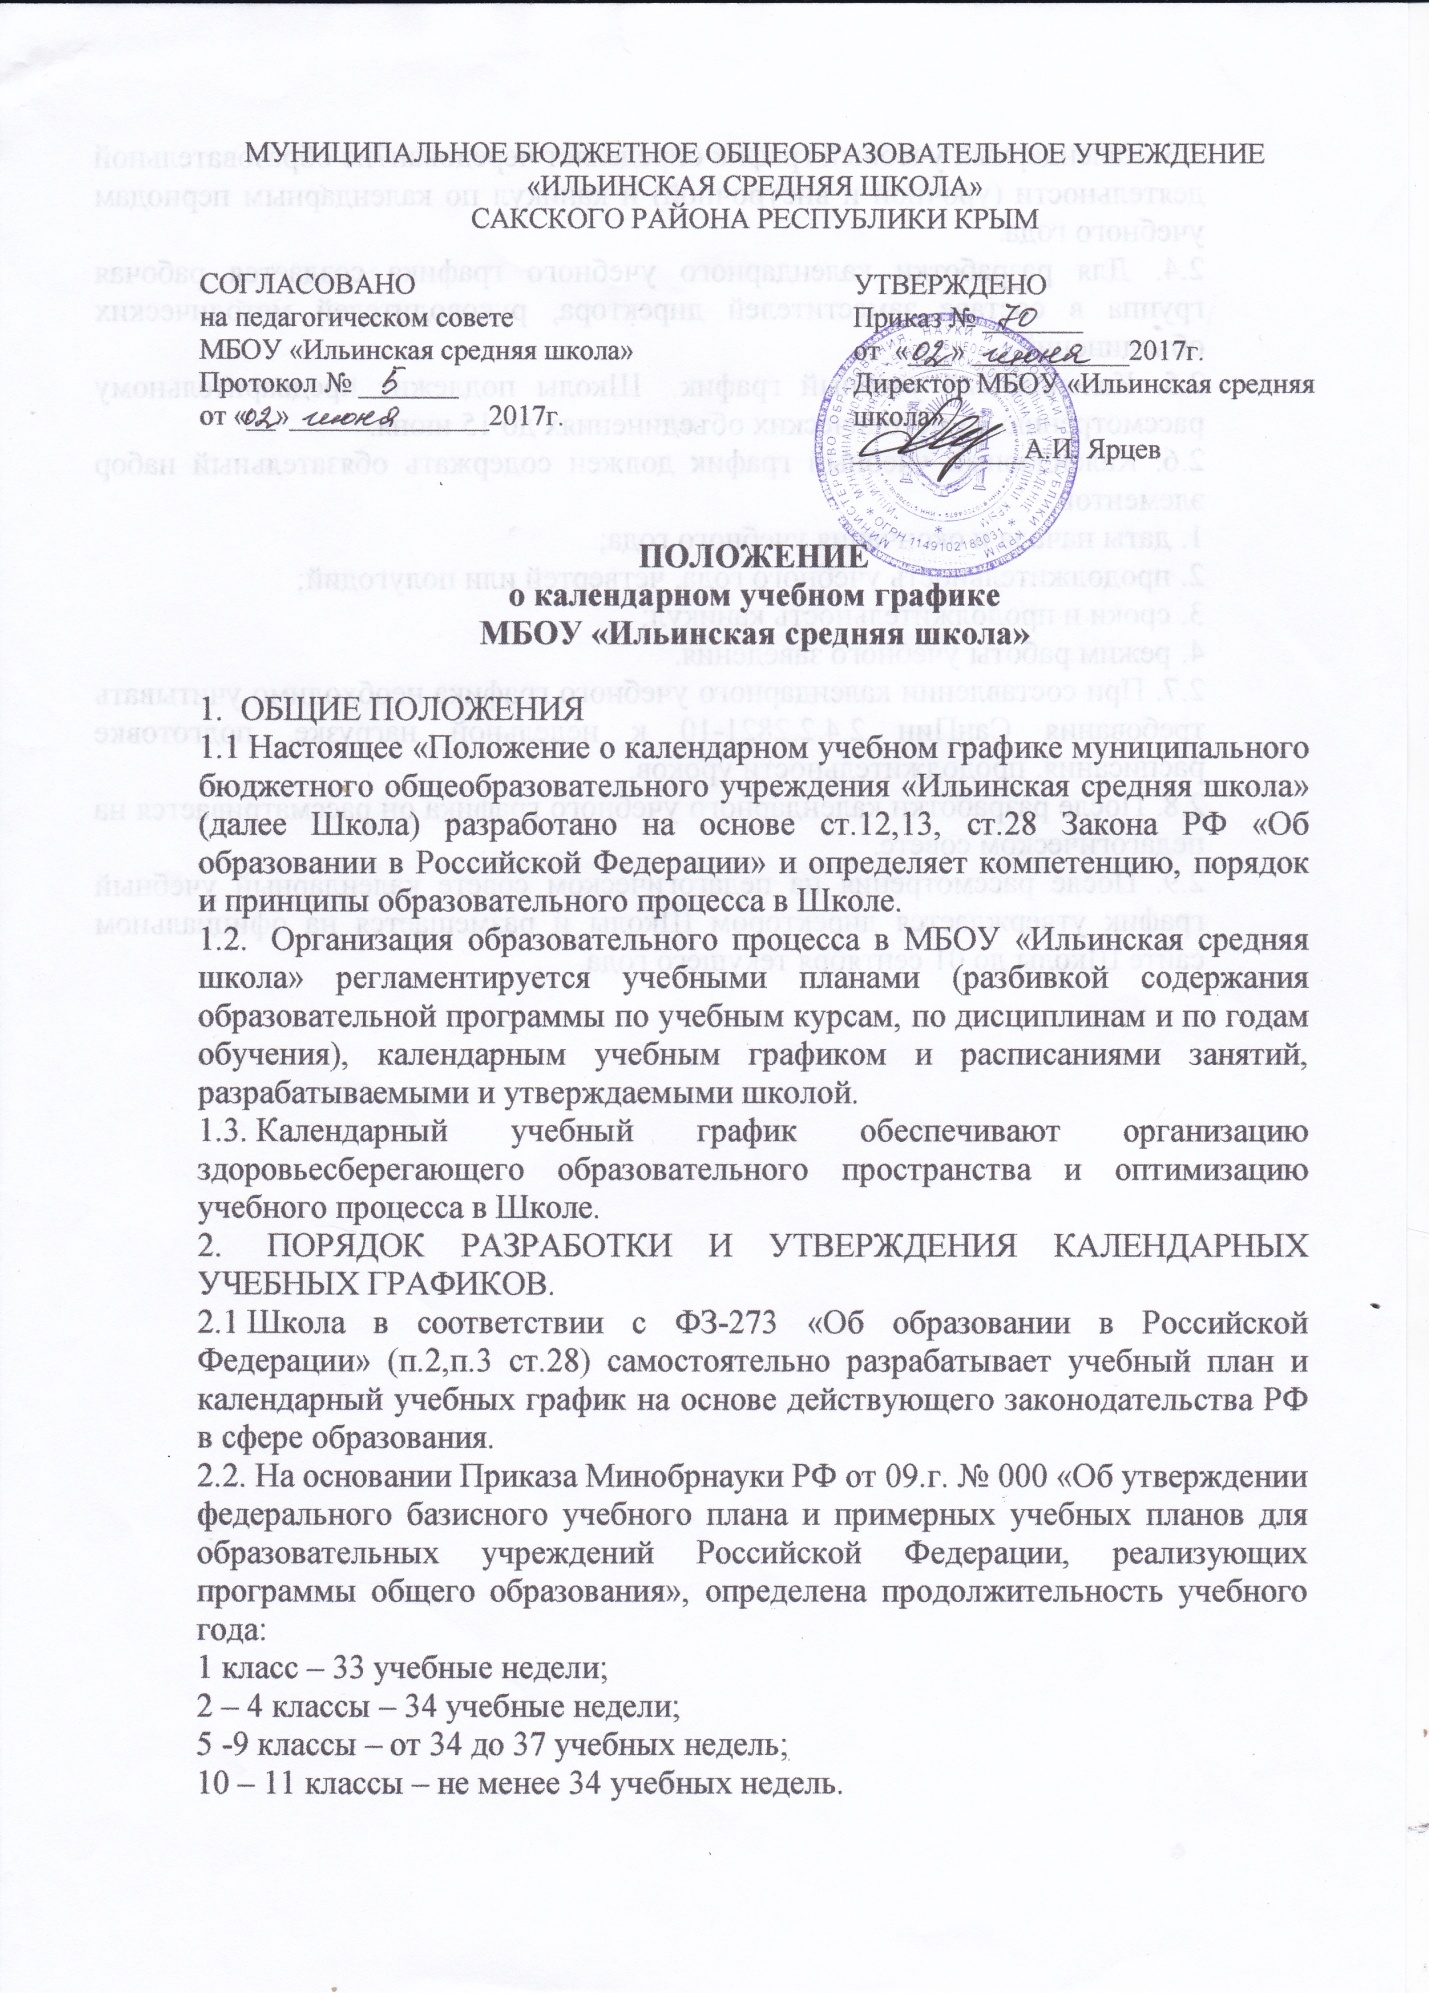 МУНИЦИПАЛЬНОЕ БЮДЖЕТНОЕ ОБЩЕОБРАЗОВАТЕЛЬНОЕ УЧРЕЖДЕНИЕ
«ИЛЬИНСКАЯ СРЕДНЯЯ ШКОЛА»
САКСКОГО РАЙОНА РЕСПУБЛИКИ КРЫМ
СОГЛАСОВАНО
на педагогическом совете
МБОУ «Ильинская средняя школа»
Протокол № 5
от «02» июня 2017г.
УТВЕРЖДЕНО
Приказ № 70
от «02» июня 2017г.
Директор МБОУ «Ильинская средняя
школа»
А.И. Ярцев
ОГРН 1149102183031
ПОЛОЖЕНИЕ
о календарном учебном графике
МБОУ «Ильинская средняя школа»
1. ОБЩИЕ ПОЛОЖЕНИЯ
1.1 Настоящее «Положение о календарном учебном графике муниципального
бюджетного общеобразовательного учреждения «Ильинская средняя школа»
(далее Школа) разработано на основе ст.12,13, ст.28 Закона РФ «Об
образовании в Российской Федерации» и определяет компетенцию, порядок
и принципы образовательного процесса в Школе.
1.2. Организация образовательного процесса в МБОУ «Ильинская средняя
школа» регламентируется учебными планами (разбивкой содержания
образовательной программы по учебным курсам, по дисциплинам и по годам
обучения), календарным учебным графиком и расписаниями занятий,
разрабатываемыми и утверждаемыми школой.
1.3. Календарный учебный график обеспечивают организацию
здоровьесберегающего образовательного пространства и оптимизацию
учебного процесса в Школе.
2. ПОРЯДОК РАЗРАБОТКИ И УТВЕРЖДЕНИЯ КАЛЕНДАРНЫХ
УЧЕБНЫХ ГРАФИКОВ.
2.1 Школа в соответствии с ФЗ-273 «Об образовании в Российской
Федерации» (п.2,п.3 ст.28) самостоятельно разрабатывает учебный план и
календарный учебных график на основе действующего законодательства РФ
в сфере образования.
2.2. На основании Приказа Минобрнауки РФ от 09.г. № 000 «Об утверждении
федерального базисного учебного плана и примерных учебных планов для
образовательных учреждений Российской Федерации, реализующих
программы общего образования», определена продолжительность учебного
года:
1 класс – 33 учебные недели;
2 – 4 классы – 34 учебные недели;
5 -9 классы – от 34 до 37 учебных недель;
10 – 11 классы – не менее 34 учебных недель.